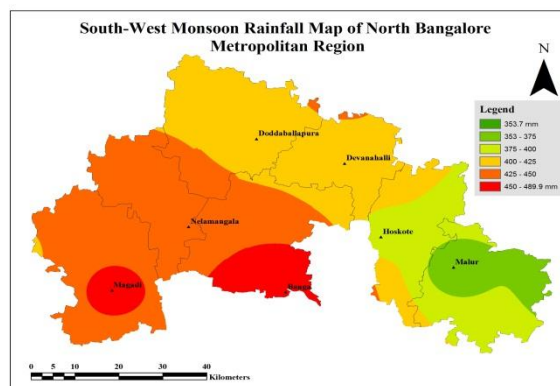 South-West Monsoon Rainfall Map of North Bangalore
Metropolitan Region
N
Legend
353.7 mm
353 - 375
375 - 400
400 - 425
425 - 450
450 - 489.9 mm
Doddaballapura
Devanahalli
Nelamangala
Hoskote
Malur
Magadi
0 5 10 20 30 40
Kilometers